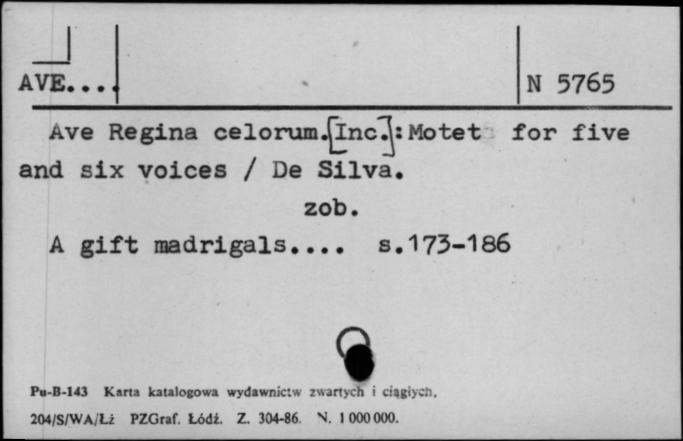 AVE....
N 5765
Ave Regina celorum.[Inc.]: Motet for five
and six voices / De Silva.
zob.
A gift madrigals.... s.173-186
Pu-B-143 Karta katalogowa wydawnictw zwartych i ciągłych.
204/S/WA/Łż PZGraf. Łódź. Z. 304-86. N. 1 000 000.